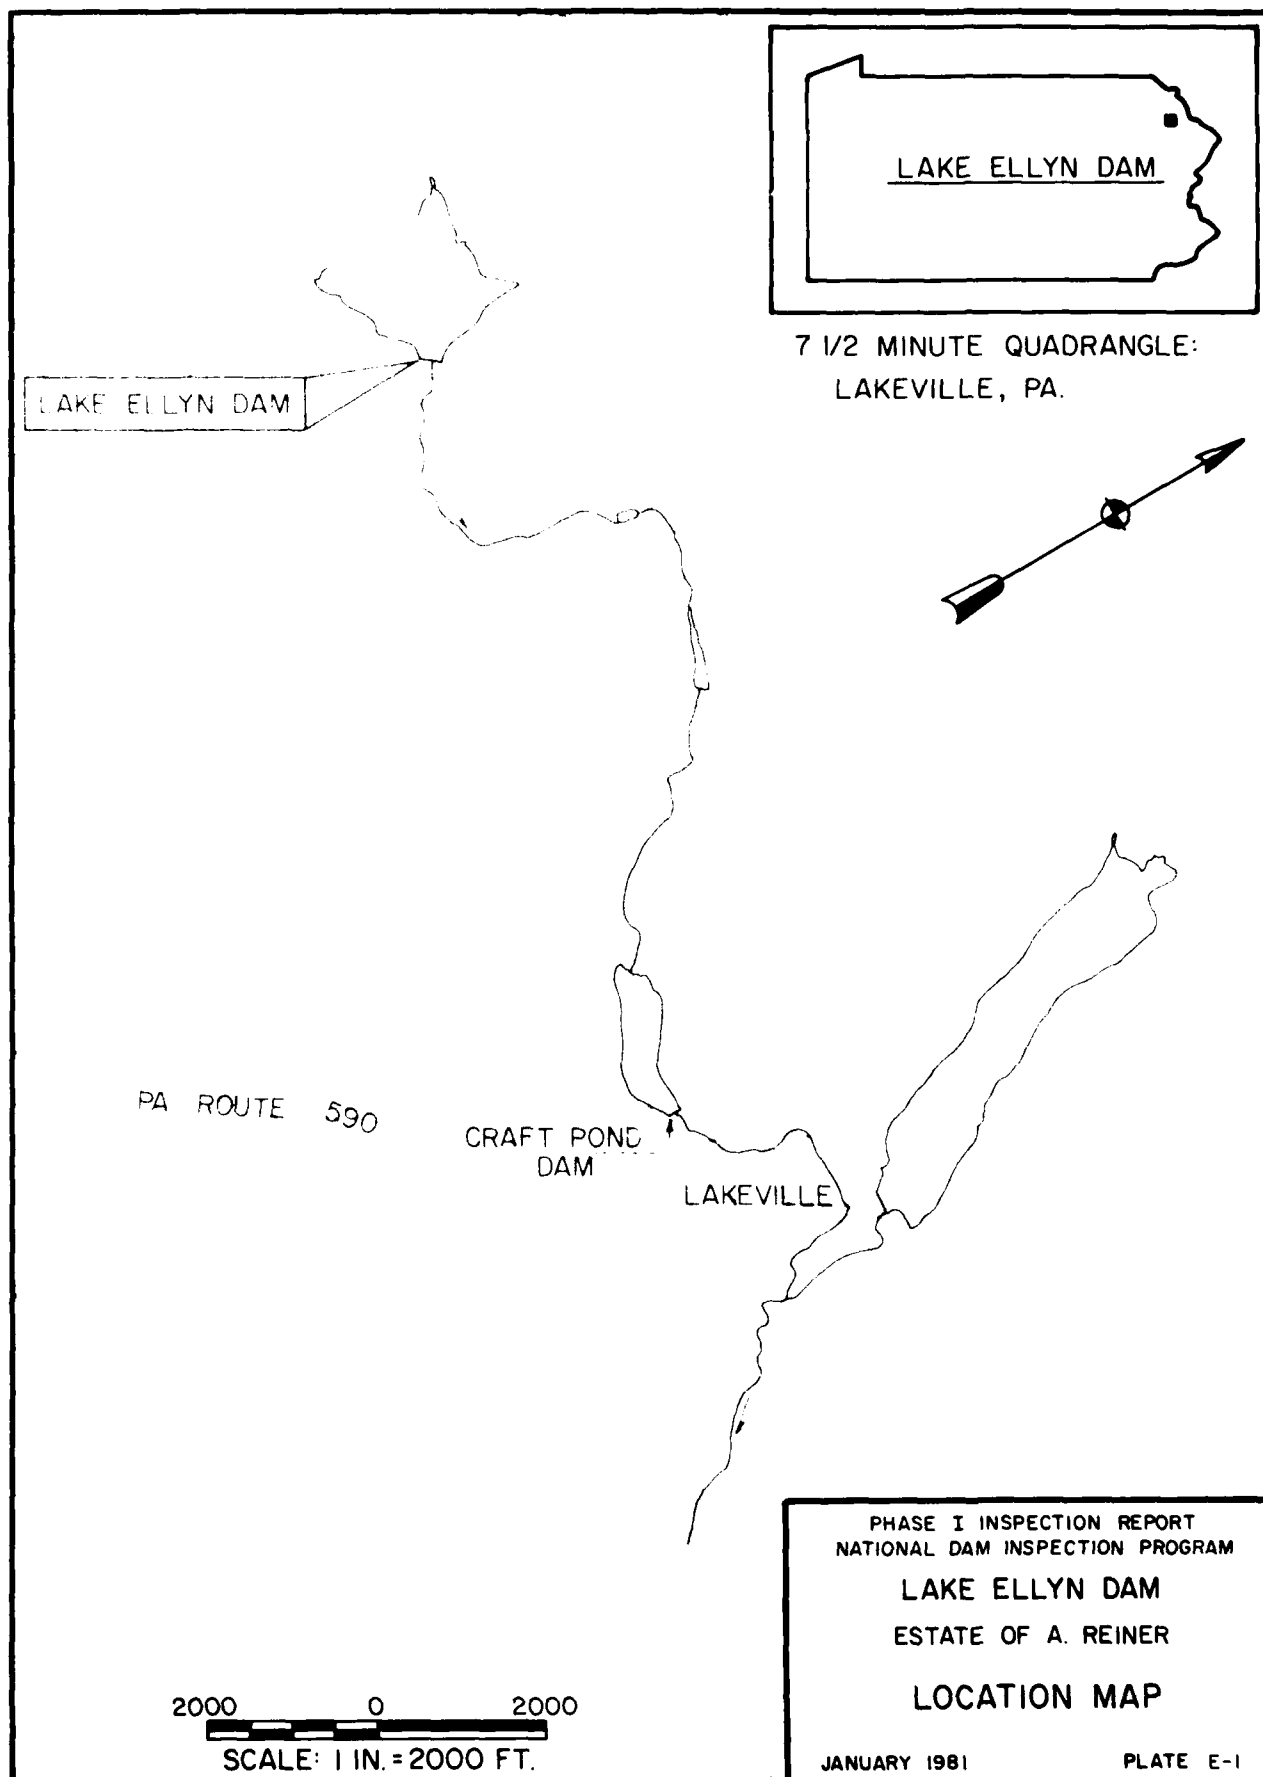 LAKE ELLYN DAM
7 1/2 MINUTE QUADRANGLE:
LAKEVILLE, PA.
LAKE ELLYN DAM
PA ROUTE 590
CRAFT POND
DAM
LAKEVILLE
PHASE I INSPECTION REPORT
NATIONAL DAM INSPECTION PROGRAM
LAKE ELLYN DAM
ESTATE OF A. REINER
LOCATION MAP
JANUARY 1981 PLATE E-1
2000 0 2000
SCALE: 1 IN. = 2000 FT.